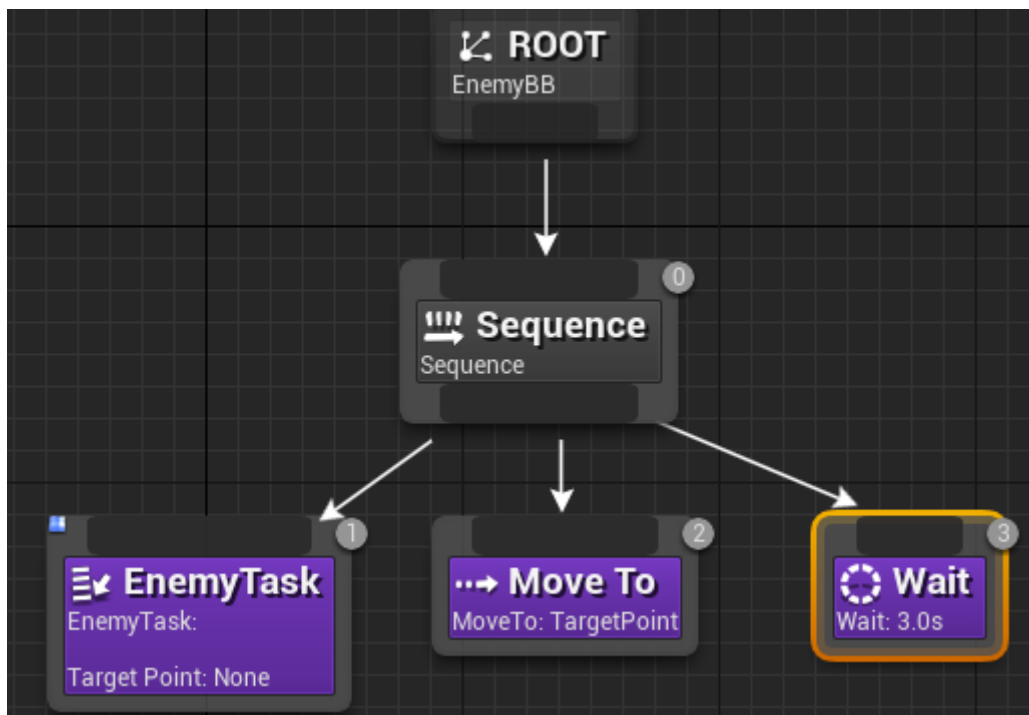 ROOT
EnemyBB
0
Sequence
Sequence
1
EnemyTask
EnemyTask:
Target Point: None
2
Move To
MoveTo: TargetPoint
3
Wait
Wait: 3.0s